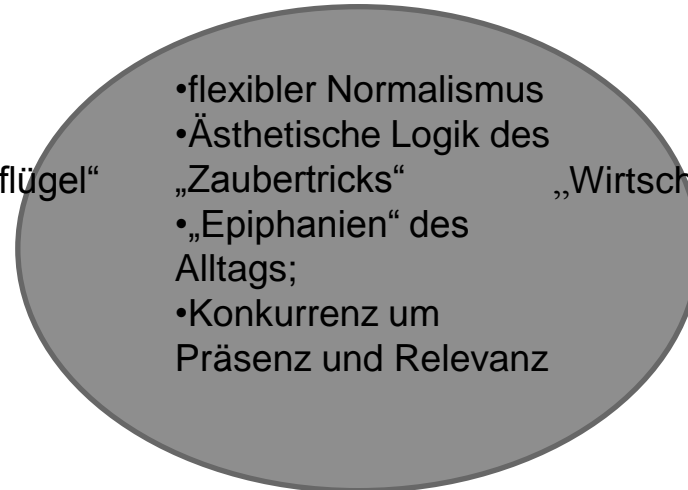 •flexibler Normalismus
•Ästhetische Logik des
flügel“ „Zaubertricks“ „Wirtsch
•„Epiphanien“ des
Alltags;
•Konkurrenz um
Präsenz und Relevanz